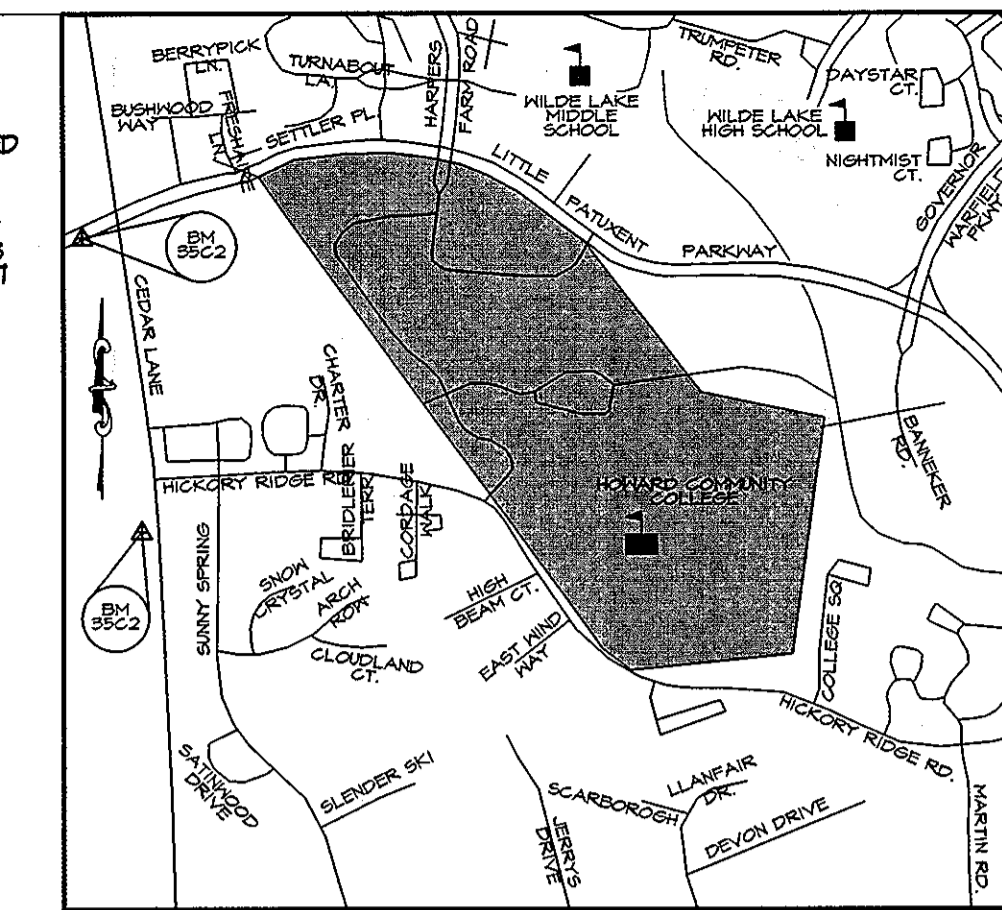 BERRYPICK
LN.
TURNABOUT
LA.
HARPERS
FARM ROAD
TRUMPETER
RD.
DAYSTAR
CT.
BUSHWOOD
WAY
SETTLER PL.
WILDE LAKE
MIDDLE
SCHOOL
WILDE LAKE
HIGH SCHOOL
D
LN.
NIGHTMIST
CT.
LITTLE
PATUXENT
PARKWAY
GOVERNOR
WARFIELD
PKWY
BM
35C2
CEDAR LANE
CHARTER
DR.
BANNEKER
RD.
HICKORY RIDGE RD.
BRIDLERIER
TERR
CORDAGE
WALK
HOWARD COMMUNITY
COLLEGE
SUNNY SPRING
BM
35C2
SNOW
CRYSTAL
ARCH
ROW
CLOUDLAND
CT.
HIGH
BEAM CT.
EAST WIND
WAY
COLLEGE SQ.
HICKORY RIDGE RD.
SATINWOOD
DRIVE
SLENDER SKI
JERRYS
DRIVE
SCARBOROGH
LLANFAIR
DR.
DEVON DRIVE
MARTIN RD.